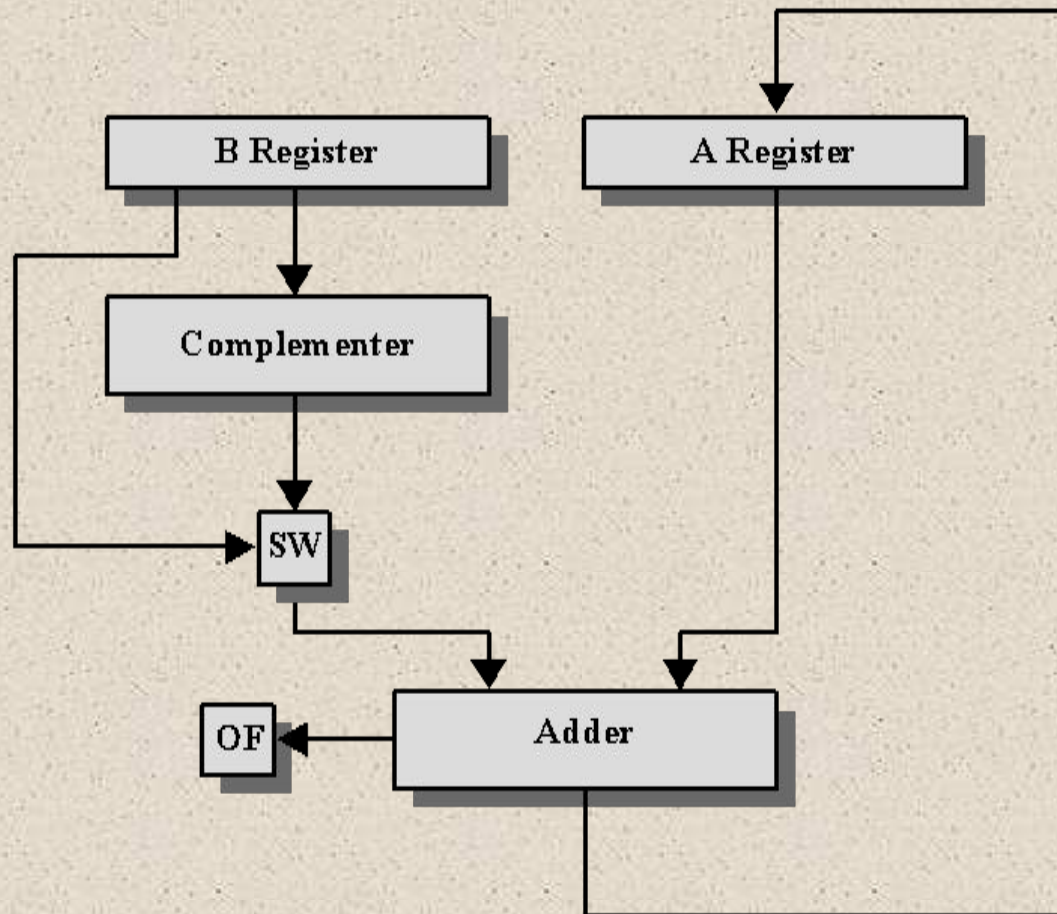 B Register
A Register
Complementer
SW
OF
Adder